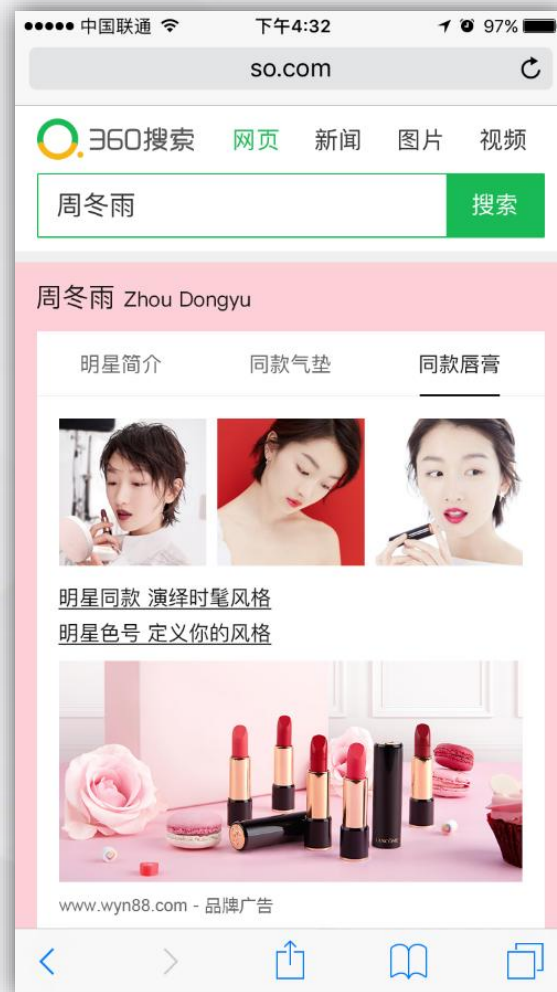 中国联通 下午4:32 97%
so.com
360搜索 网页 新闻 图片 视频
周冬雨 搜索
周冬雨 Zhou Dongyu
明星简介 同款气垫 同款唇膏
明星同款 演绎时髦风格
明星色号 定义你的风格
LANCOME
www.wyn88.com - 品牌广告